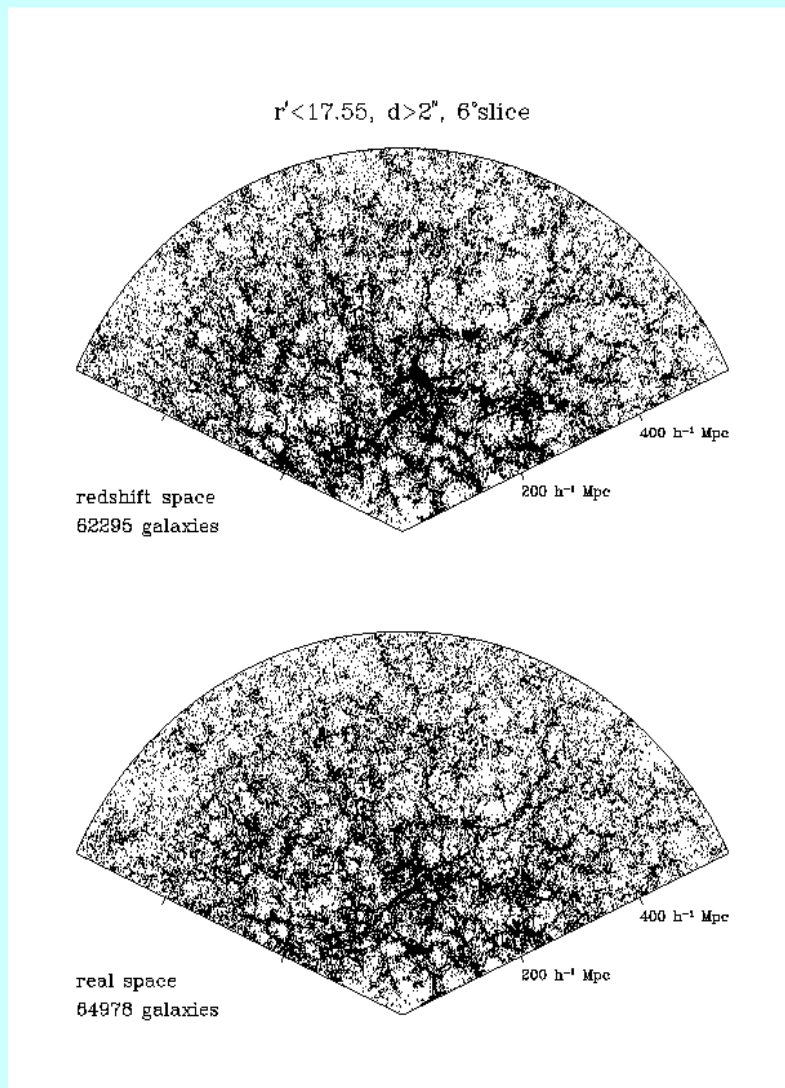 r'<17.55, d>2", 6°slice
400 h⁻¹ Mpc
200 h⁻¹ Mpc
redshift space
62295 galaxies
400 h⁻¹ Mpc
200 h⁻¹ Mpc
real space
64978 galaxies